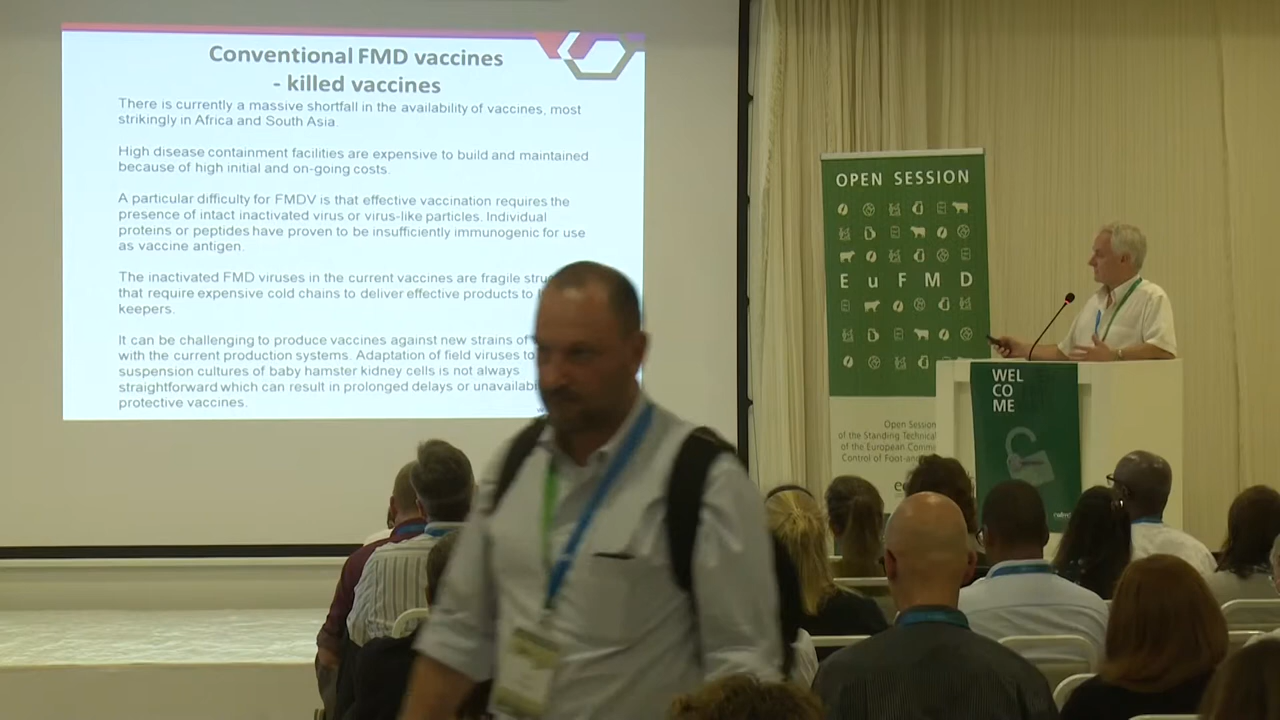 Conventional FMD vaccines
- killed vaccines
There is currently a massive shortfall in the availability of vaccines, most
strikingly in Africa and South Asia.
High disease containment facilities are expensive to build and maintained
because of high initial and on-going costs.
A particular difficulty for FMDV is that effective vaccination requires the
presence of intact inactivated virus or virus-like particles. Individual
proteins or peptides have proven to be insufficiently immunogenic for use
as vaccine antigen.
The inactivated FMD viruses in the current vaccines are fragile
that require expensive cold chains to deliver effective products to
keepers.
It can be challenging to produce vaccines against new strains of
with the current production systems. Adaptation of field viruses to
suspension cultures of baby hamster kidney cells is not always
straightforward which can result in prolonged delays or
protective vaccines.
OPEN SESSION
EuFMD
Open Session
of the Standing Technical
of the European
Control of
WEL
CO
ME